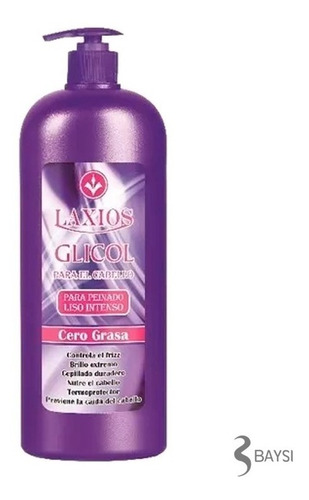 LAXIOS
GLICOL
PARA EL CABELLO
PARA PEINADO
LISO INTENSO
Cero Grasa
Controla el frizz
Brillo extremo
Cepillado duradero
Nutre el cabello
Termoprotector
Previene la caida del cabello
BAYSI